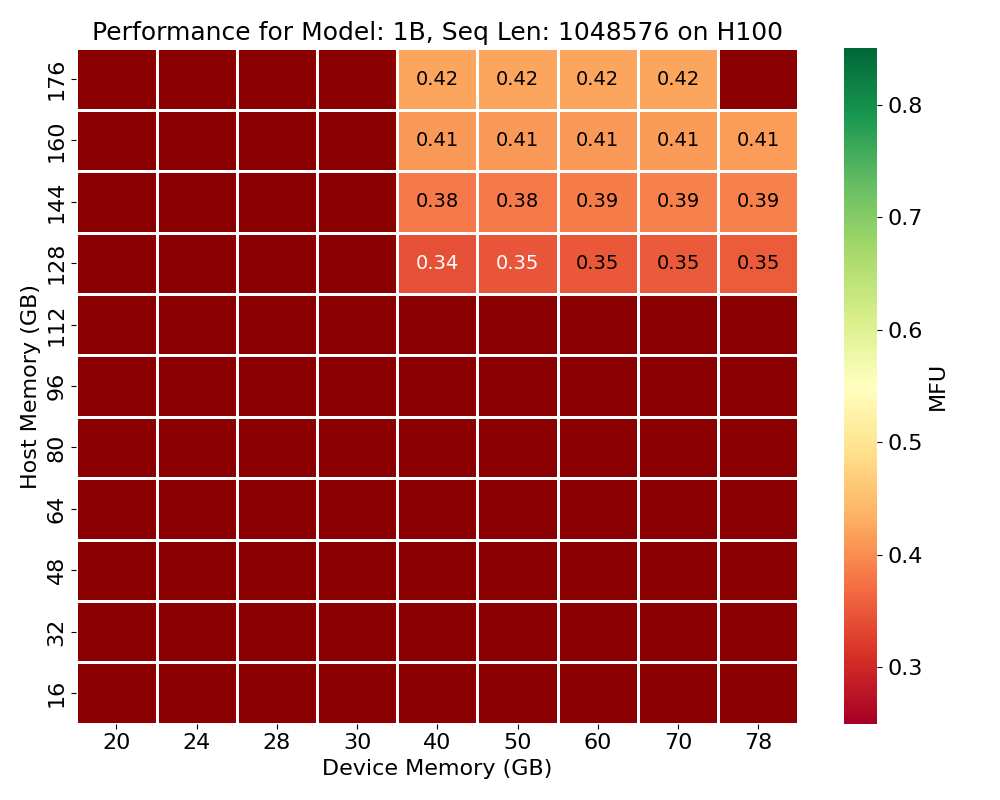 Performance for Model: 1B, Seq Len: 1048576 on H100
176
0.42 0.42 0.42 0.42
160
0.41 0.41 0.41 0.41 0.41
144
0.38 0.38 0.39 0.39 0.39
128
0.34 0.35 0.35 0.35 0.35
112
96
80
64
48
32
16
Host Memory (GB)
20 24 28 30 40 50 60 70 78
Device Memory (GB)
0.8
0.7
0.6
0.5
0.4
0.3
MFU